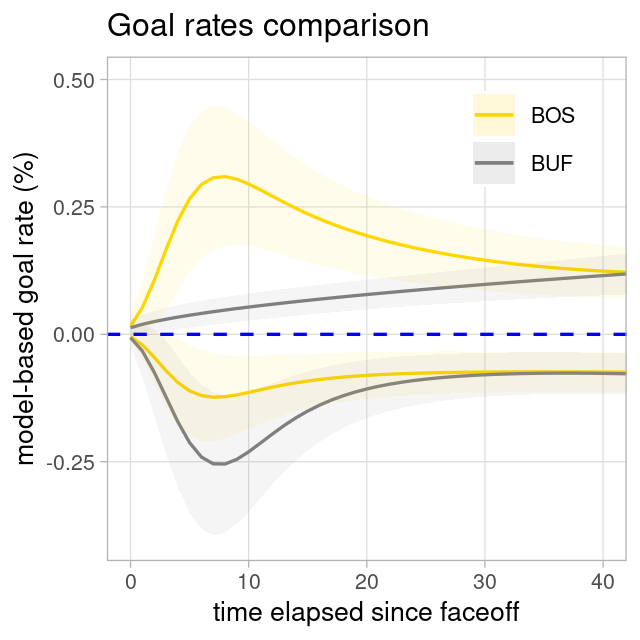 Goal rates comparison
0.50
0.25
0.00
-0.25
model-based goal rate (%)
BOS
BUF
0 10 20 30 40
time elapsed since faceoff